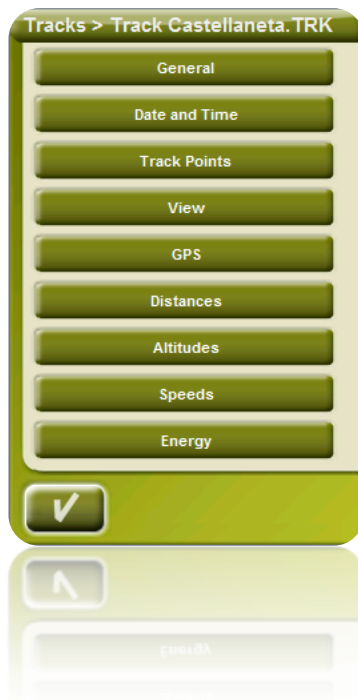 Tracks > Track Castellaneta.TRK
General
Date and Time
Track Points
View
GPS
Distances
Altitudes
Speeds
Energy